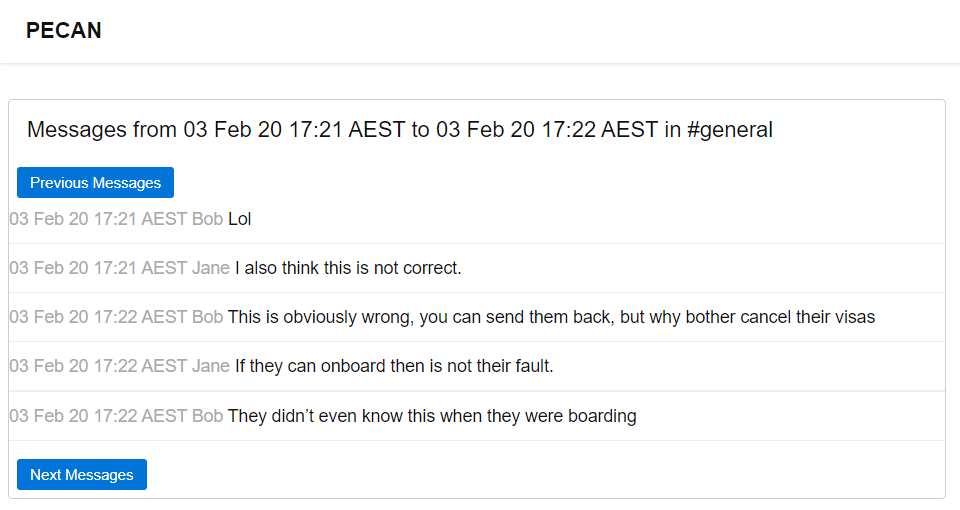 PECAN
Messages from 03 Feb 20 17:21 AEST to 03 Feb 20 17:22 AEST in #general
Previous Messages
03 Feb 20 17:21 AEST Bob Lol
03 Feb 20 17:21 AEST Jane I also think this is not correct.
03 Feb 20 17:22 AEST Bob This is obviously wrong, you can send them back, but why bother cancel their visas
03 Feb 20 17:22 AEST Jane If they can onboard then is not their fault.
03 Feb 20 17:22 AEST Bob They didn’t even know this when they were boarding
Next Messages